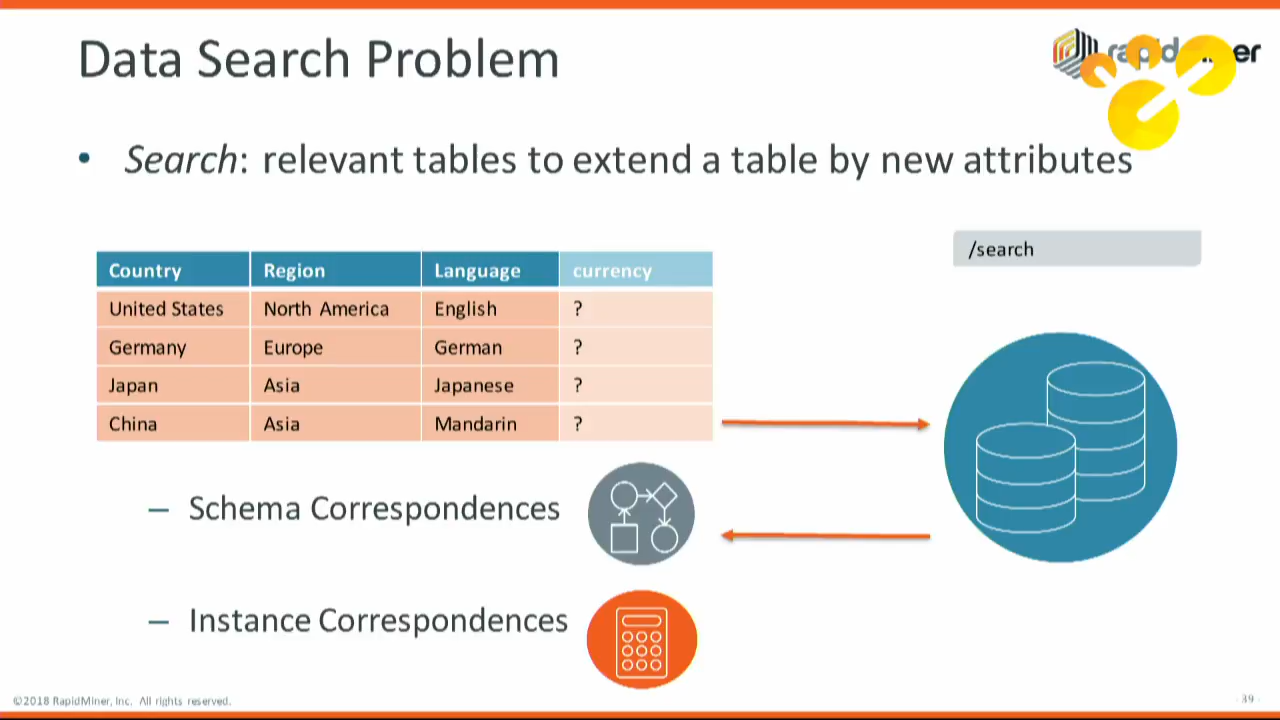 Data Search Problem
rapidminer
• Search: relevant tables to extend a table by new attributes
/search
Country Region Language currency
United States North America English ?
Germany Europe German ?
Japan Asia Japanese ?
China Asia Mandarin ?
– Schema Correspondences
– Instance Correspondences
©2018 RapidMiner, Inc. All rights reserved.
- 39 -